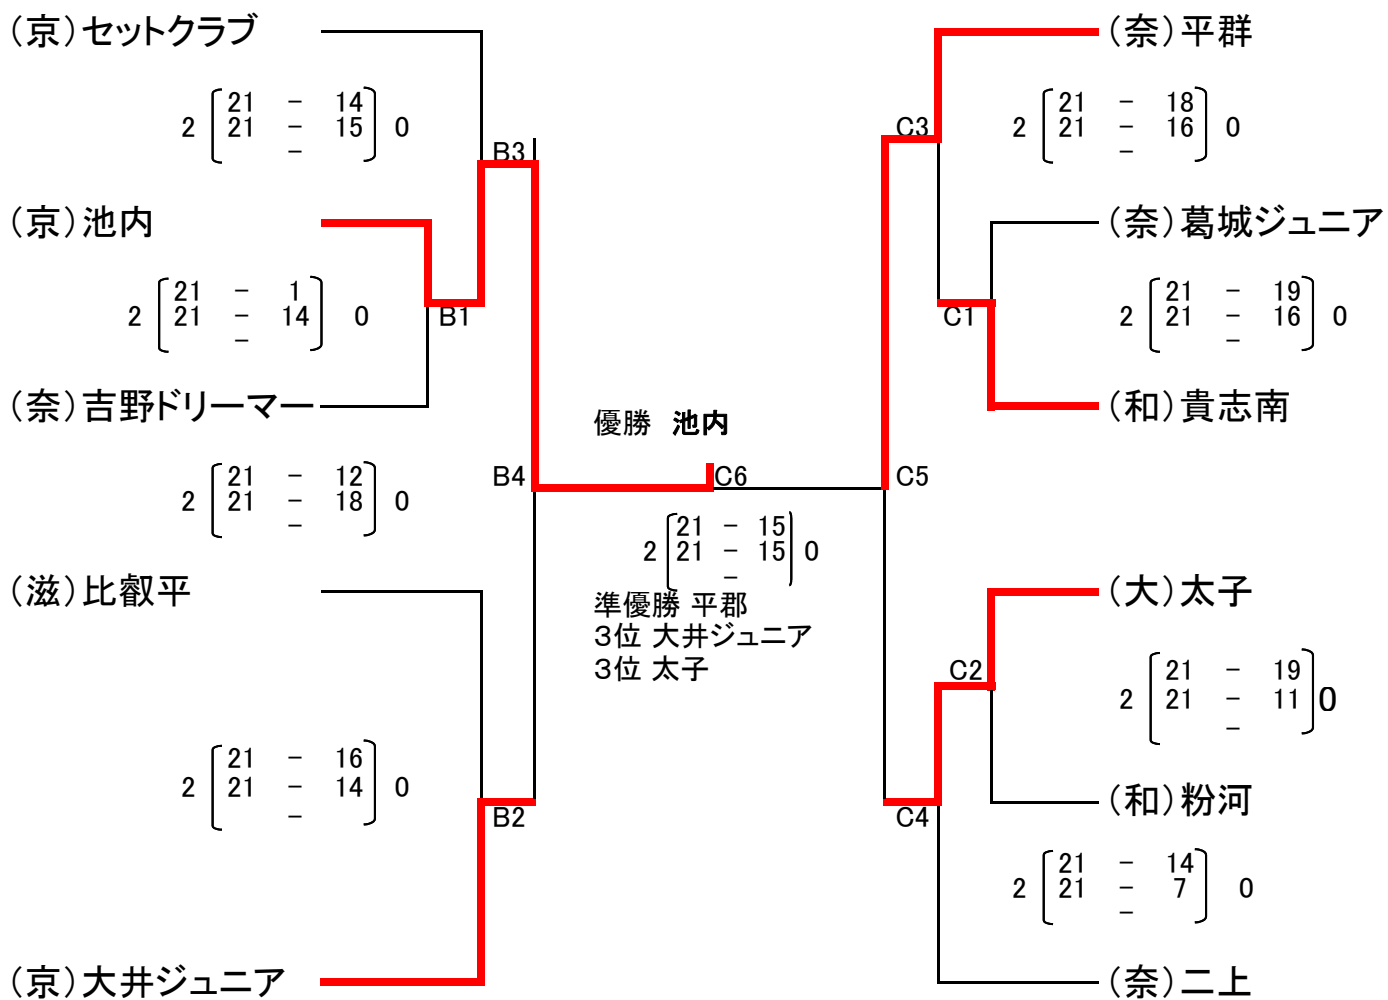 (京)セットクラブ
2 21 - 14 0
21 - 15
-
B3
(京)池内
2 21 - 1 0
21 - 14
-
B1
(奈)吉野ドリーマー
2 21 - 12 0
21 - 18
-
B4
(滋)比叡平
2 21 - 16 0
21 - 14
-
B2
(京)大井ジュニア
優勝 池内
C6
2 21 - 15 0
21 - 15
-
準優勝 平郡
3位 大井ジュニア
3位 太子
(奈)平群
C3
2 21 - 18 0
21 - 16
-
(奈)葛城ジュニア
C1
2 21 - 19 0
21 - 16
-
(和)貴志南
C5
(大)太子
C2
2 21 - 19 0
21 - 11
-
(和)粉河
C4
2 21 - 14 0
21 - 7
-
(奈)二上